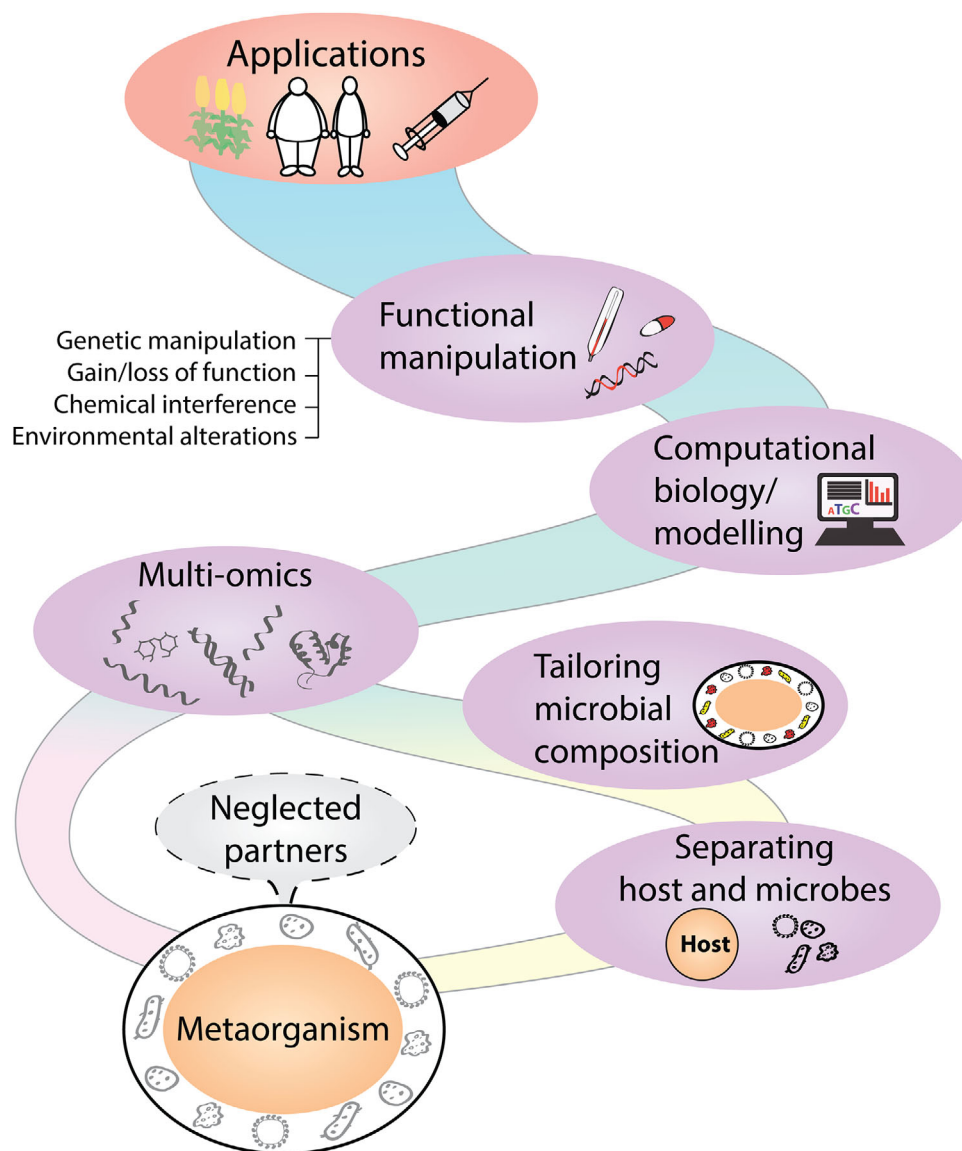 Applications
Functional
manipulation
Genetic manipulation
Gain/loss of function
Chemical interference
Environmental alterations
Computational
biology/
modelling
ATGC
Multi-omics
Tailoring
microbial
composition
Neglected
partners
Separating
host and microbes
Host
Metaorganism